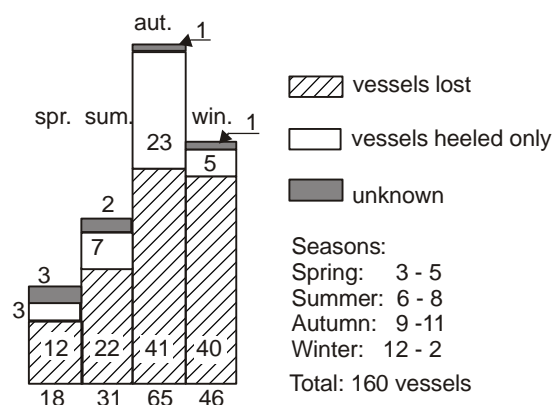 aut.
1
spr. sum. win.
1
23
5
2
7
3
3
12 22 41 40
18 31 65 46
vessels lost
vessels heeled only
unknown
Seasons:
Spring: 3 - 5
Summer: 6 - 8
Autumn: 9 -11
Winter: 12 - 2
Total: 160 vessels